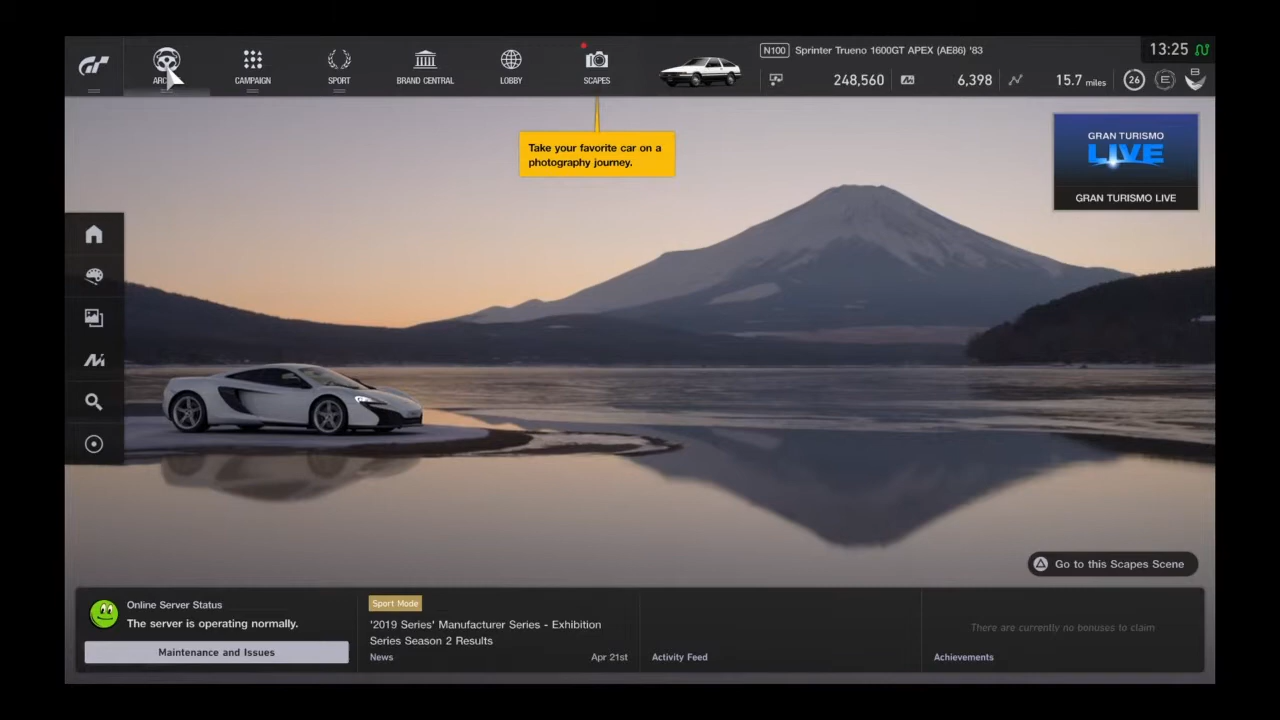 N100 Sprinter Trueno 1600GT APEX (AE86) '83
13:25
ARC
CAMPAIGN
SPORT
BRAND CENTRAL
LOBBY
SCAPES
248,560
6,398
15.7 miles
26
E
B
Take your favorite car on a
photography journey.
GRAN TURISMO
LIVE
GRAN TURISMO LIVE
Go to this Scapes Scene
Online Server Status
The server is operating normally.
Maintenance and Issues
Sport Mode
'2019 Series' Manufacturer Series - Exhibition
Series Season 2 Results
News
Apr 21st
Activity Feed
There are currently no bonuses to claim
Achievements